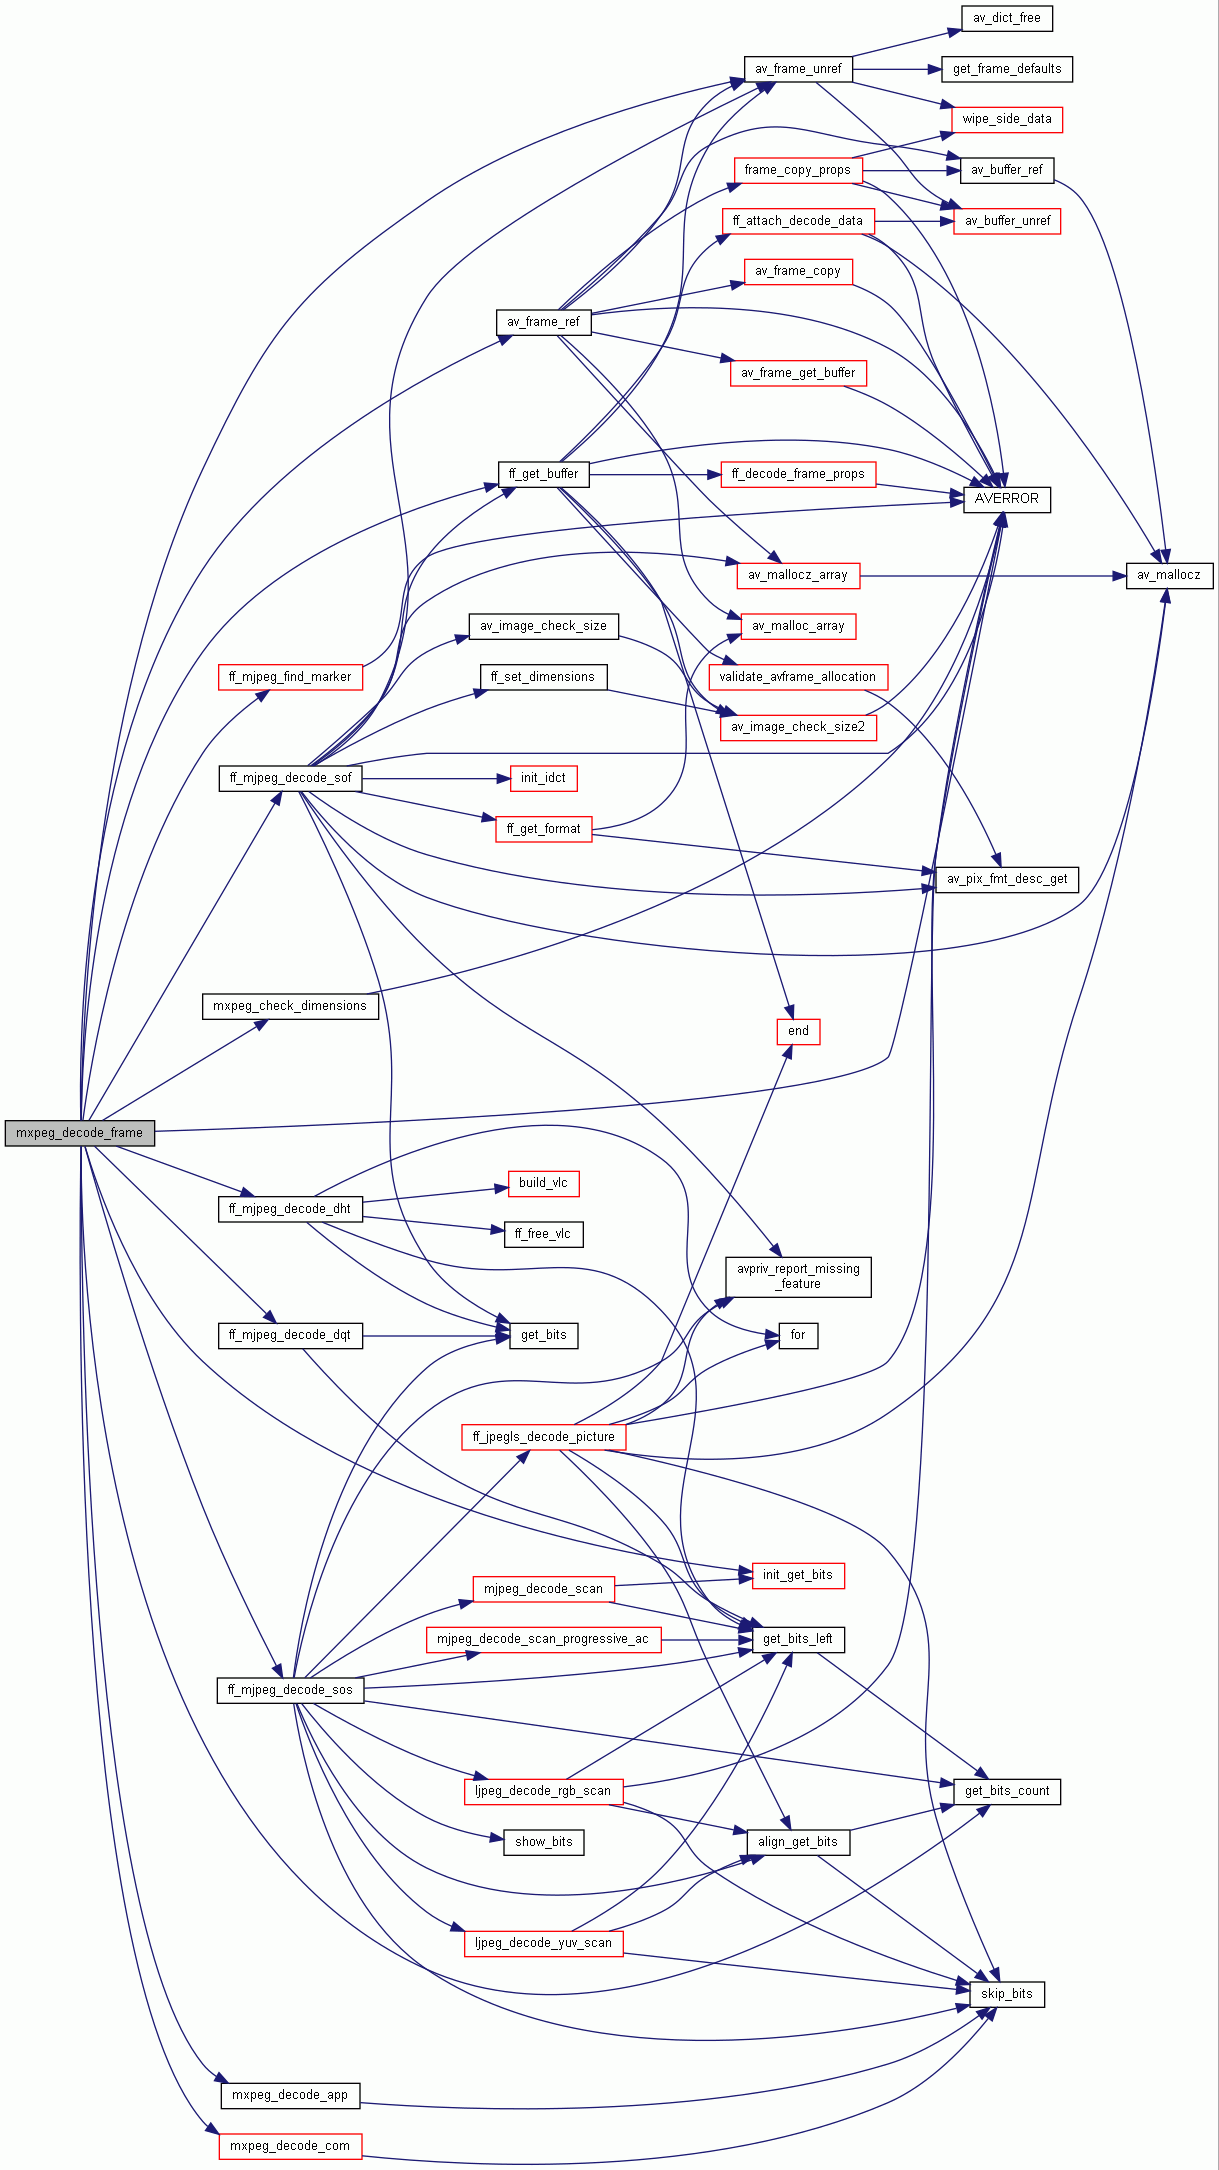 av_dict_free
av_frame_unref
get_frame_defaults
wipe_side_data
frame_copy_props
av_buffer_ref
ff_attach_decode_data
av_buffer_unref
av_frame_copy
av_frame_ref
av_frame_get_buffer
ff_get_buffer
ff_decode_frame_props
AVERROR
av_mallocz_array
av_mallocz
av_image_check_size
av_malloc_array
ff_mjpeg_find_marker
ff_set_dimensions
validate_avframe_allocation
av_image_check_size2
ff_mjpeg_decode_sof
init_idct
ff_get_format
av_pix_fmt_desc_get
mxpeg_check_dimensions
end
mxpeg_decode_frame
build_vlc
ff_mjpeg_decode_dht
ff_free_vlc
avpriv_report_missing
_feature
ff_mjpeg_decode_dqt
get_bits
for
ff_jpegls_decode_picture
init_get_bits
mjpeg_decode_scan
mjpeg_decode_scan_progressive_ac
get_bits_left
ff_mjpeg_decode_sos
ljpeg_decode_rgb_scan
get_bits_count
show_bits
align_get_bits
ljpeg_decode_yuv_scan
skip_bits
mxpeg_decode_app
mxpeg_decode_com